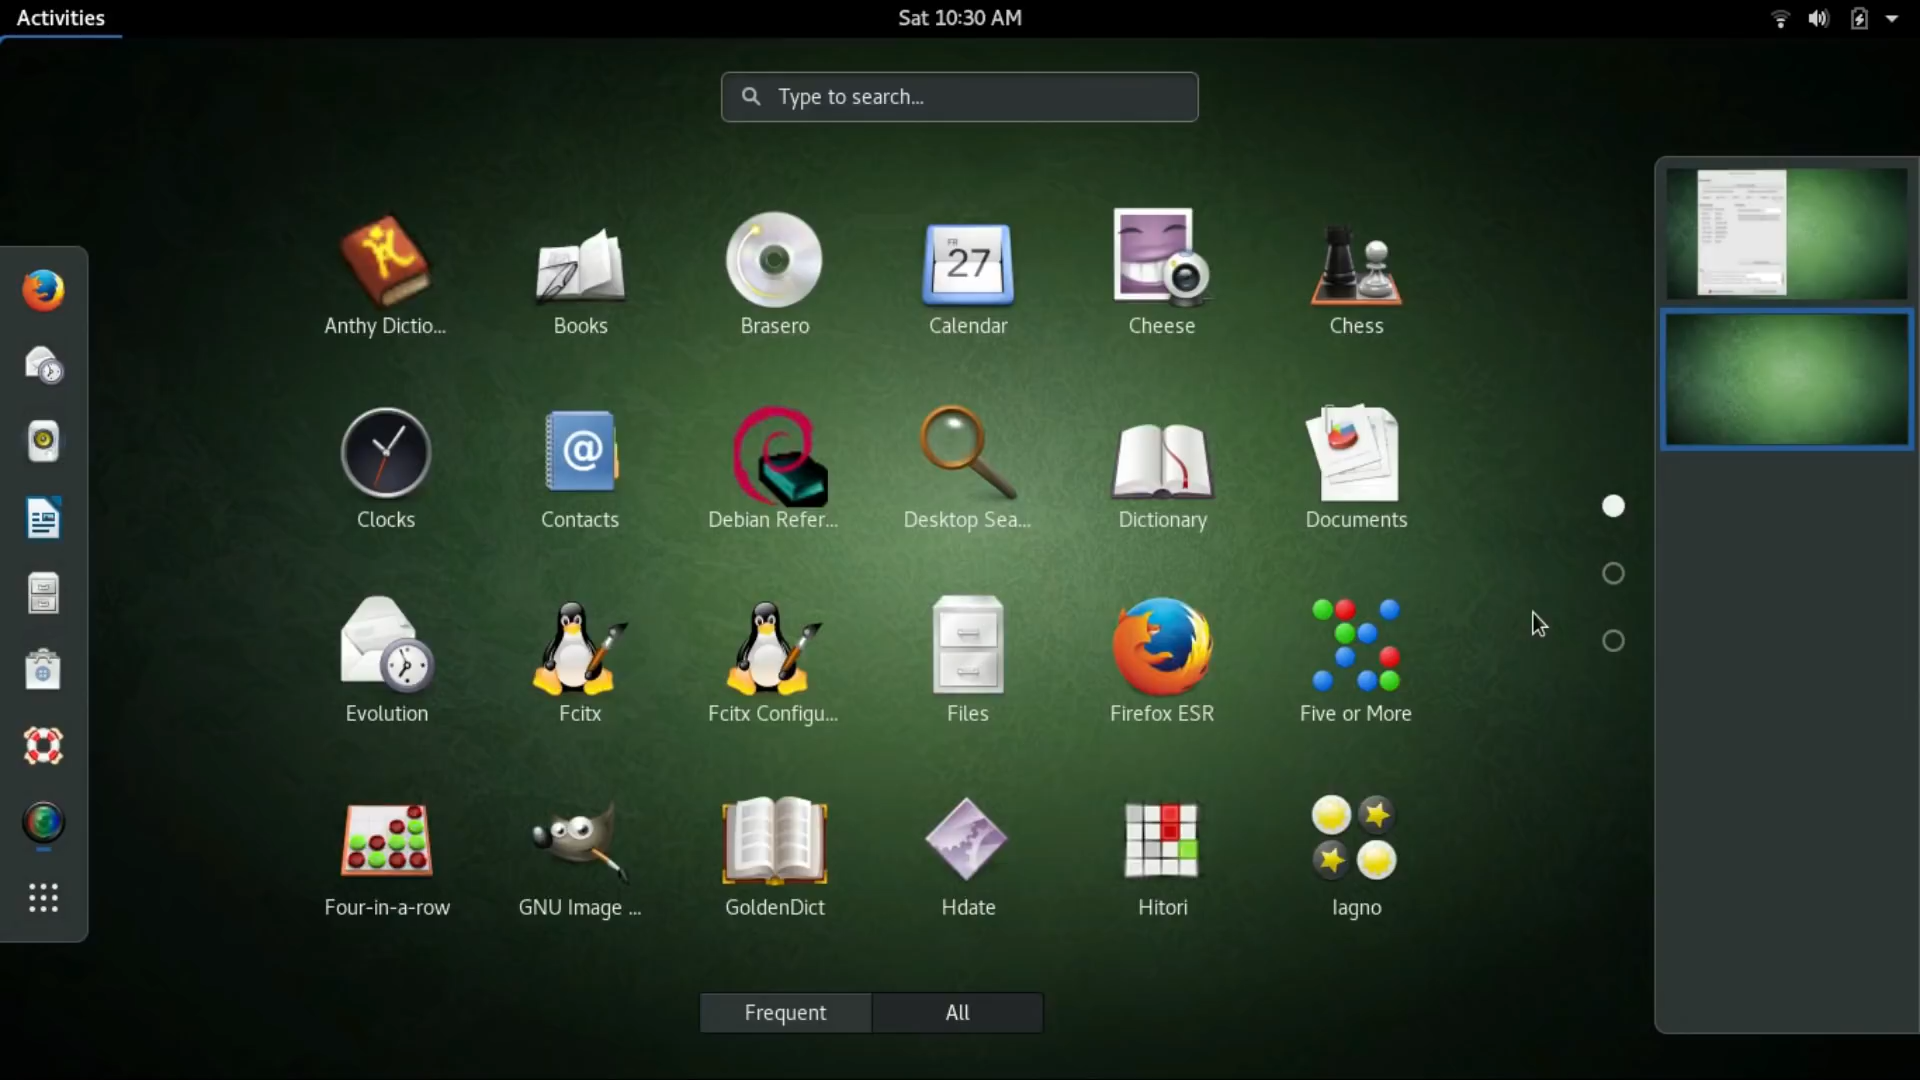 Activities
Sat 10:30 AM
Type to search...
Anthy Dictio...
Books
FR
27
Brasero
Calendar
Cheese
Chess
Clocks
Contacts
Debian Refer...
Desktop Sea...
Dictionary
Documents
Evolution
Fcitx
Fcitx Configu...
Files
Firefox ESR
Five or More
Four-in-a-row
GNU Image ...
GoldenDict
Hdate
Hitori
Iagno
Frequent
All